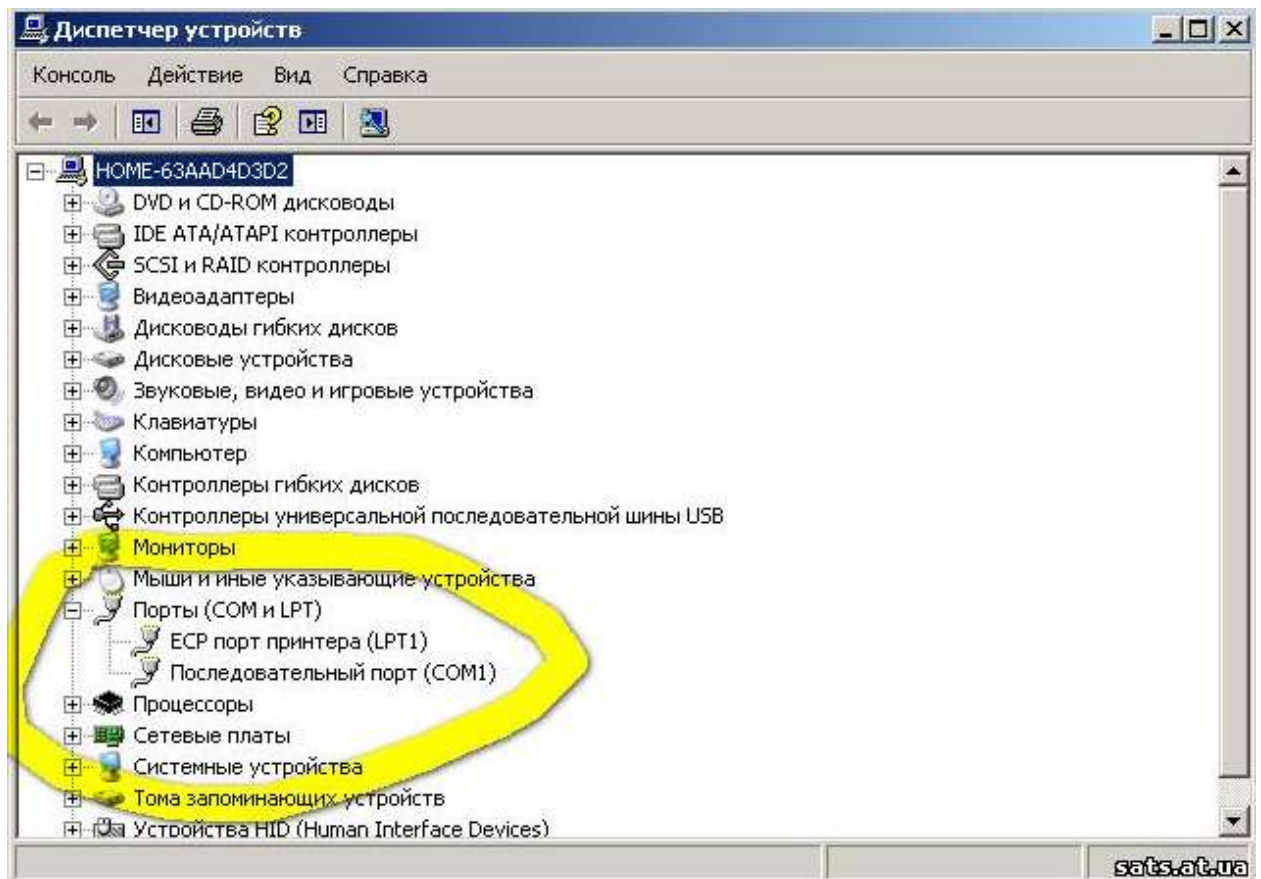 Диспетчер устройств
Консоль Действие Вид Справка
HOME-63AAD4D3D2
DVD и CD-ROM дисководы
IDE ATA/ATAPI контроллеры
SCSI и RAID контроллеры
Видеоадаптеры
Дисководы гибких дисков
Дисковые устройства
Звуковые, видео и игровые устройства
Клавиатуры
Компьютер
Контроллеры гибких дисков
Контроллеры универсальной последовательной шины USB
Мониторы
Мыши и иные указывающие устройства
Порты (COM и LPT)
ECP порт принтера (LPT1)
Последовательный порт (COM1)
Процессоры
Сетевые платы
Системные устройства
Тома запоминающих устройств
Устройства HID (Human Interface Devices)
sats.at.ua